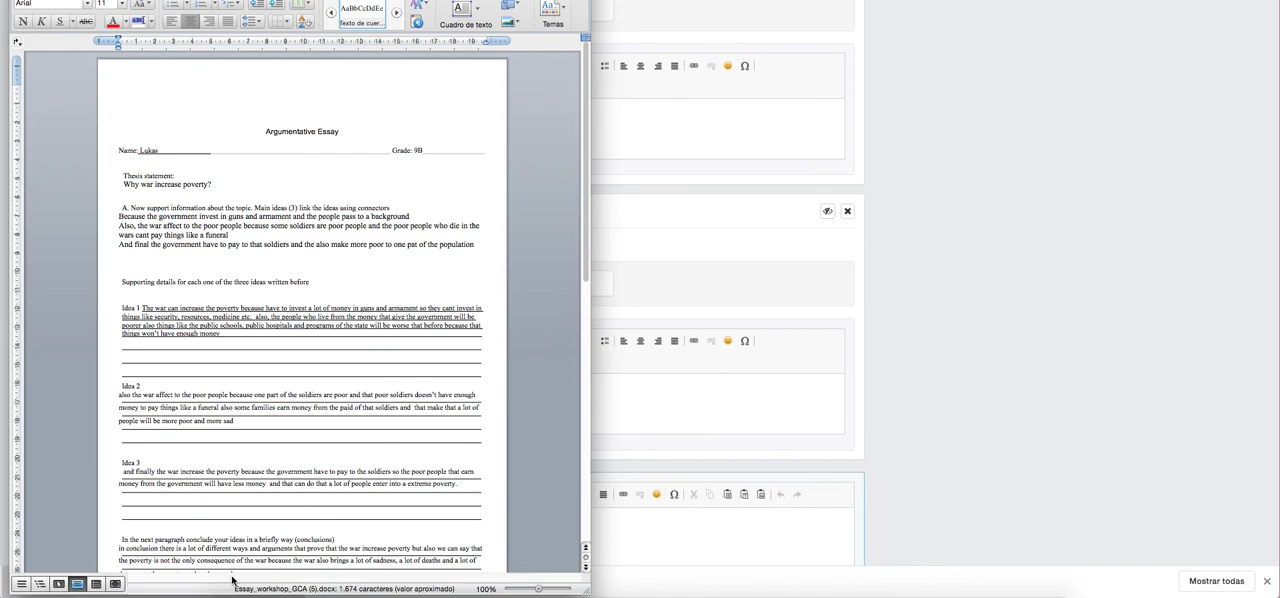 Arial
11
Aa
N K S ABC A ABC
AaBbCcDdEe
Texto de cuer...
A
Cuadro de texto
Aa
Temas
Argumentative Essay
Name: Lukas Grade: 9B
Thesis statement:
Why war increase poverty?
A. Now support information about the topic. Main ideas (3) link the ideas using connectors
Because the government invest in guns and armament and the people pass to a background
Also, the war affect to the poor people because some soldiers are poor people and the poor people who die in the
wars cant pay things like a funeral
And final the government have to pay to that soldiers and the also make more poor to one pat of the population
Supporting details for each one of the three ideas written before
Idea 1 The war can increase the poverty because have to invest a lot of money in guns and armament so they cant invest in
things like security, resources, medicine etc. also, the people who live from the money that give the government will be
poorer also things like the public schools, public hospitals and programs of the state will be worse that before because that
things won't have enough money
Idea 2
also the war affect to the poor people because one part of the soldiers are poor and that poor soldiers doesn't have enough
money to pay things like a funeral also some families earn money from the paid of that soldiers and that make that a lot of
people will be more poor and more sad
Idea 3
and finally the war increase the poverty because the government have to pay to the soldiers so the poor people that earn
money from the government will have less money and that can do that a lot of people enter into a extreme poverty.
In the next paragraph conclude your ideas in a briefly way (conclusions)
in conclusion there is a lot of different ways and arguments that prove that the war increase poverty but also we can say that
the poverty is not the only consequence of the war because the war also brings a lot of sadness, a lot of deaths and a lot of
Essay_workshop_GCA (5).docx: 1.674 caracteres (valor aproximado) 100%
Mostrar todas